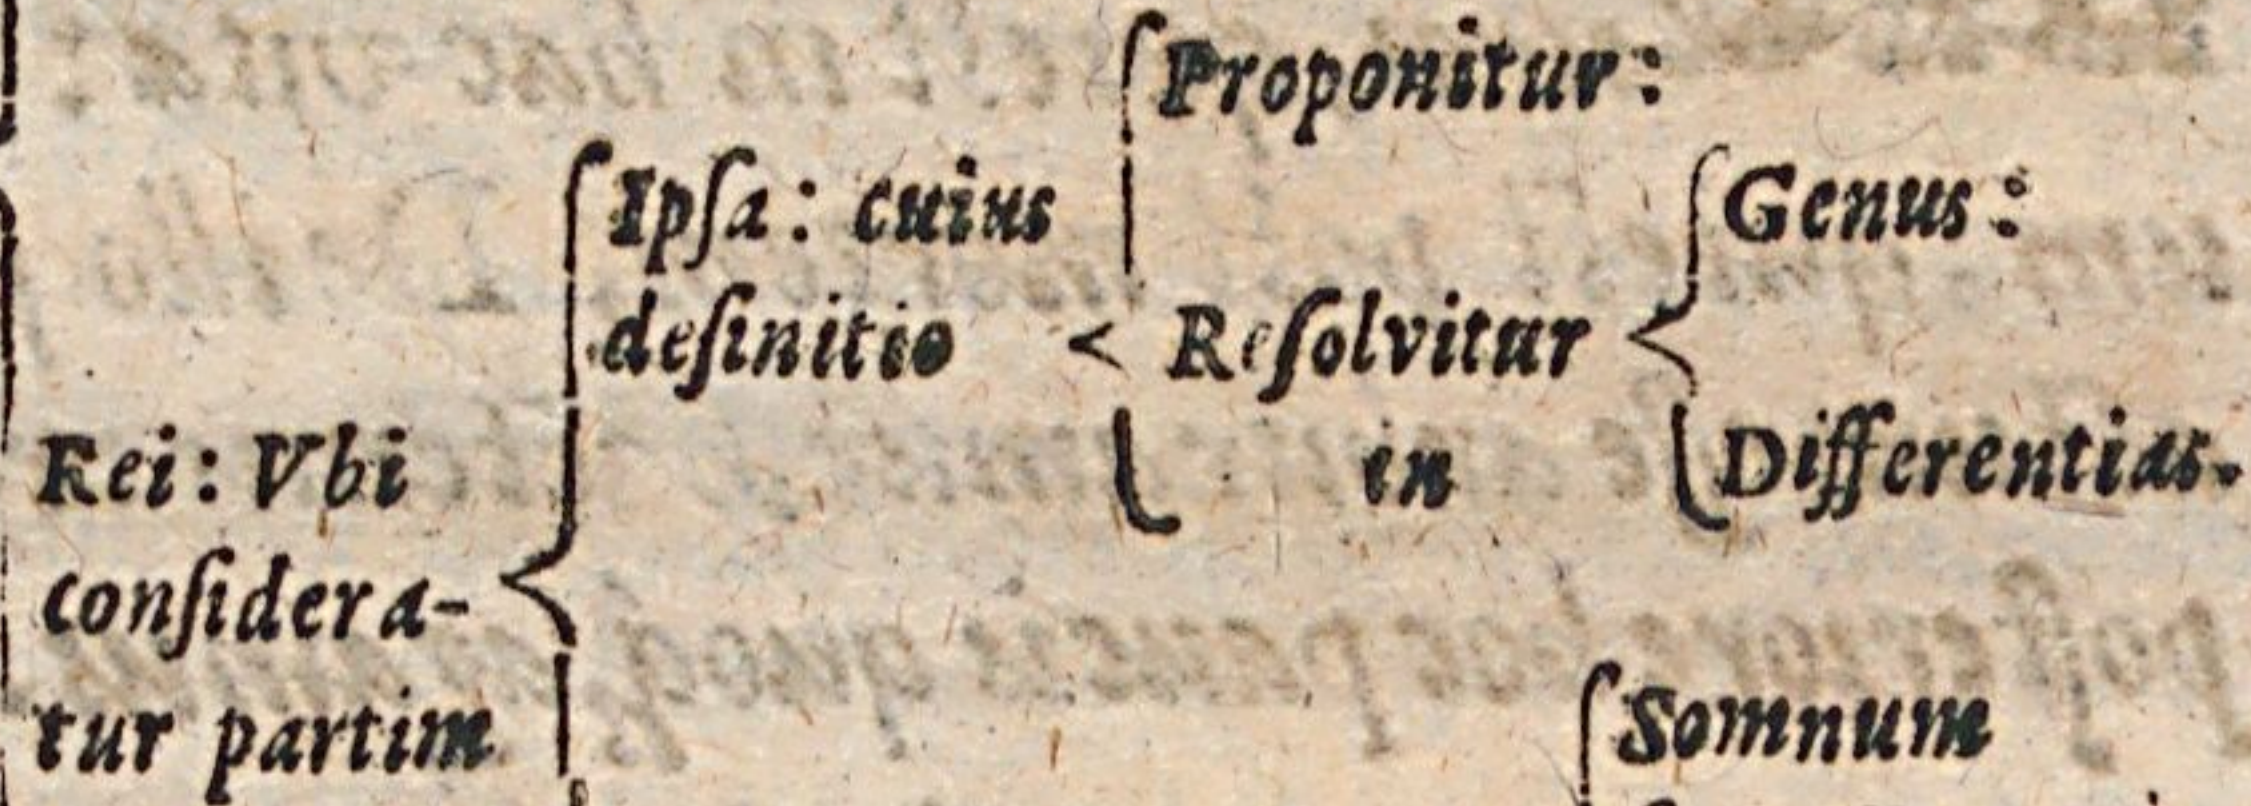 Proponitur:
Ipſa: cuius
definitio
Reſolvitur
in
Genus:
Differentias.
Rei: Vbi
conſidera-
tur partim
Somnum